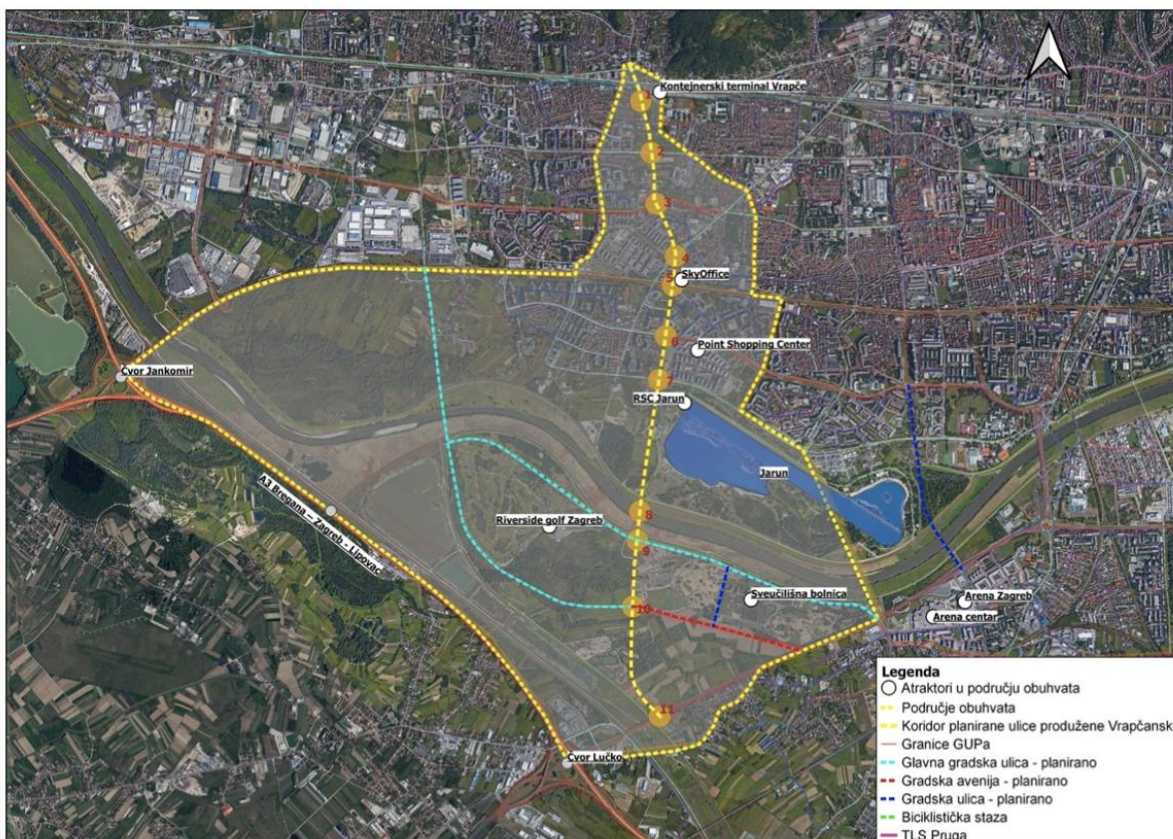 Kontejnerski terminal Vrapče
2
3
4
5
SkyOffice
6
Point Shopping Center
Čvor Jankomir
7
RSC Jarun
Jarun
A3 Bregana – Zagreb - Lipovac
8
Riverside golf Zagreb
9
Sveučilišna bolnica
Arena Zagreb
10
Arena centar
11
Čvor Lučko
Legenda
Atraktori u području obuhvata
Područje obuhvata
Koridor planirane ulice produžene Vrapčansk
Granice GUPa
Glavna gradska ulica - planirano
Gradska avenija - planirano
Gradska ulica - planirano
Biciklistička staza
TLS Pruga